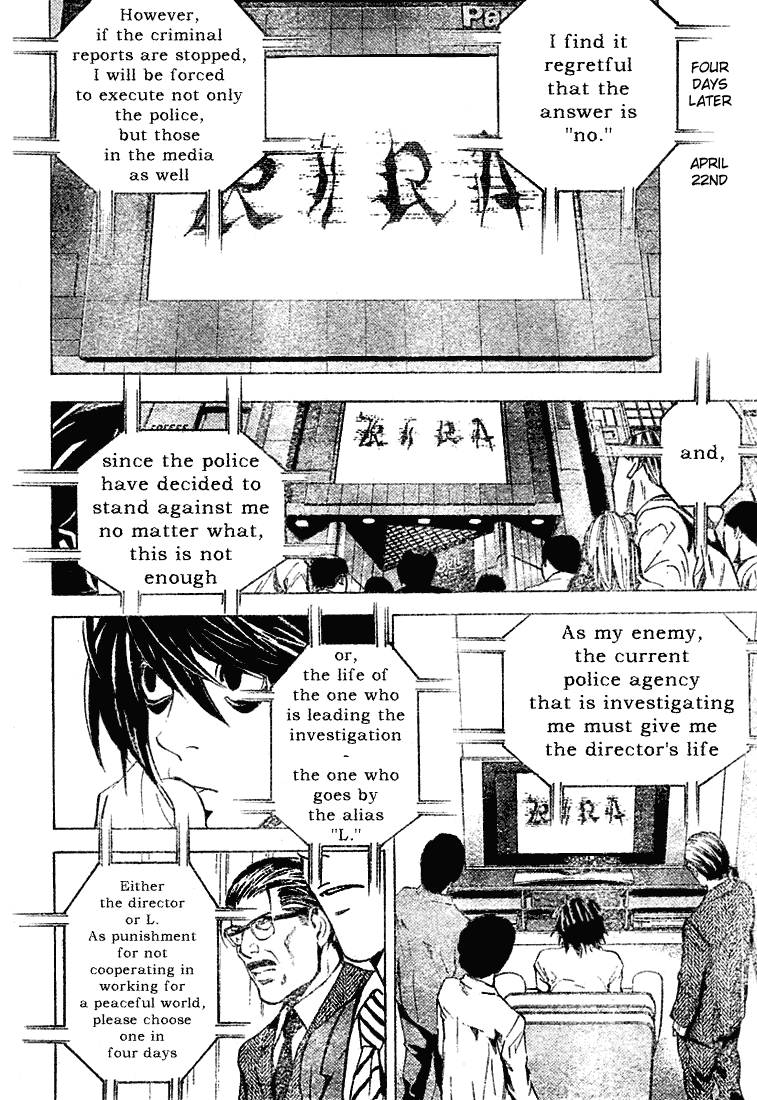 FOUR
DAYS
LATER
APRIL
22ND
I find it
regretful
that the
answer is
"no."
However,
if the criminal
reports are stopped,
I will be forced
to execute not only
the police,
but those
in the media
as well
KIRA
and,
since the police
have decided to
stand against me
no matter what,
this is not
enough
KIRA
As my enemy,
the current
police agency
that is investigating
me must give me
the director's life
KIRA
or,
the life of
the one who
is leading the
investigation
-
the one who
goes by
the alias
"L."
Either
the director
or L.
As punishment
for not
cooperating in
working for
a peaceful world,
please choose
one in
four days